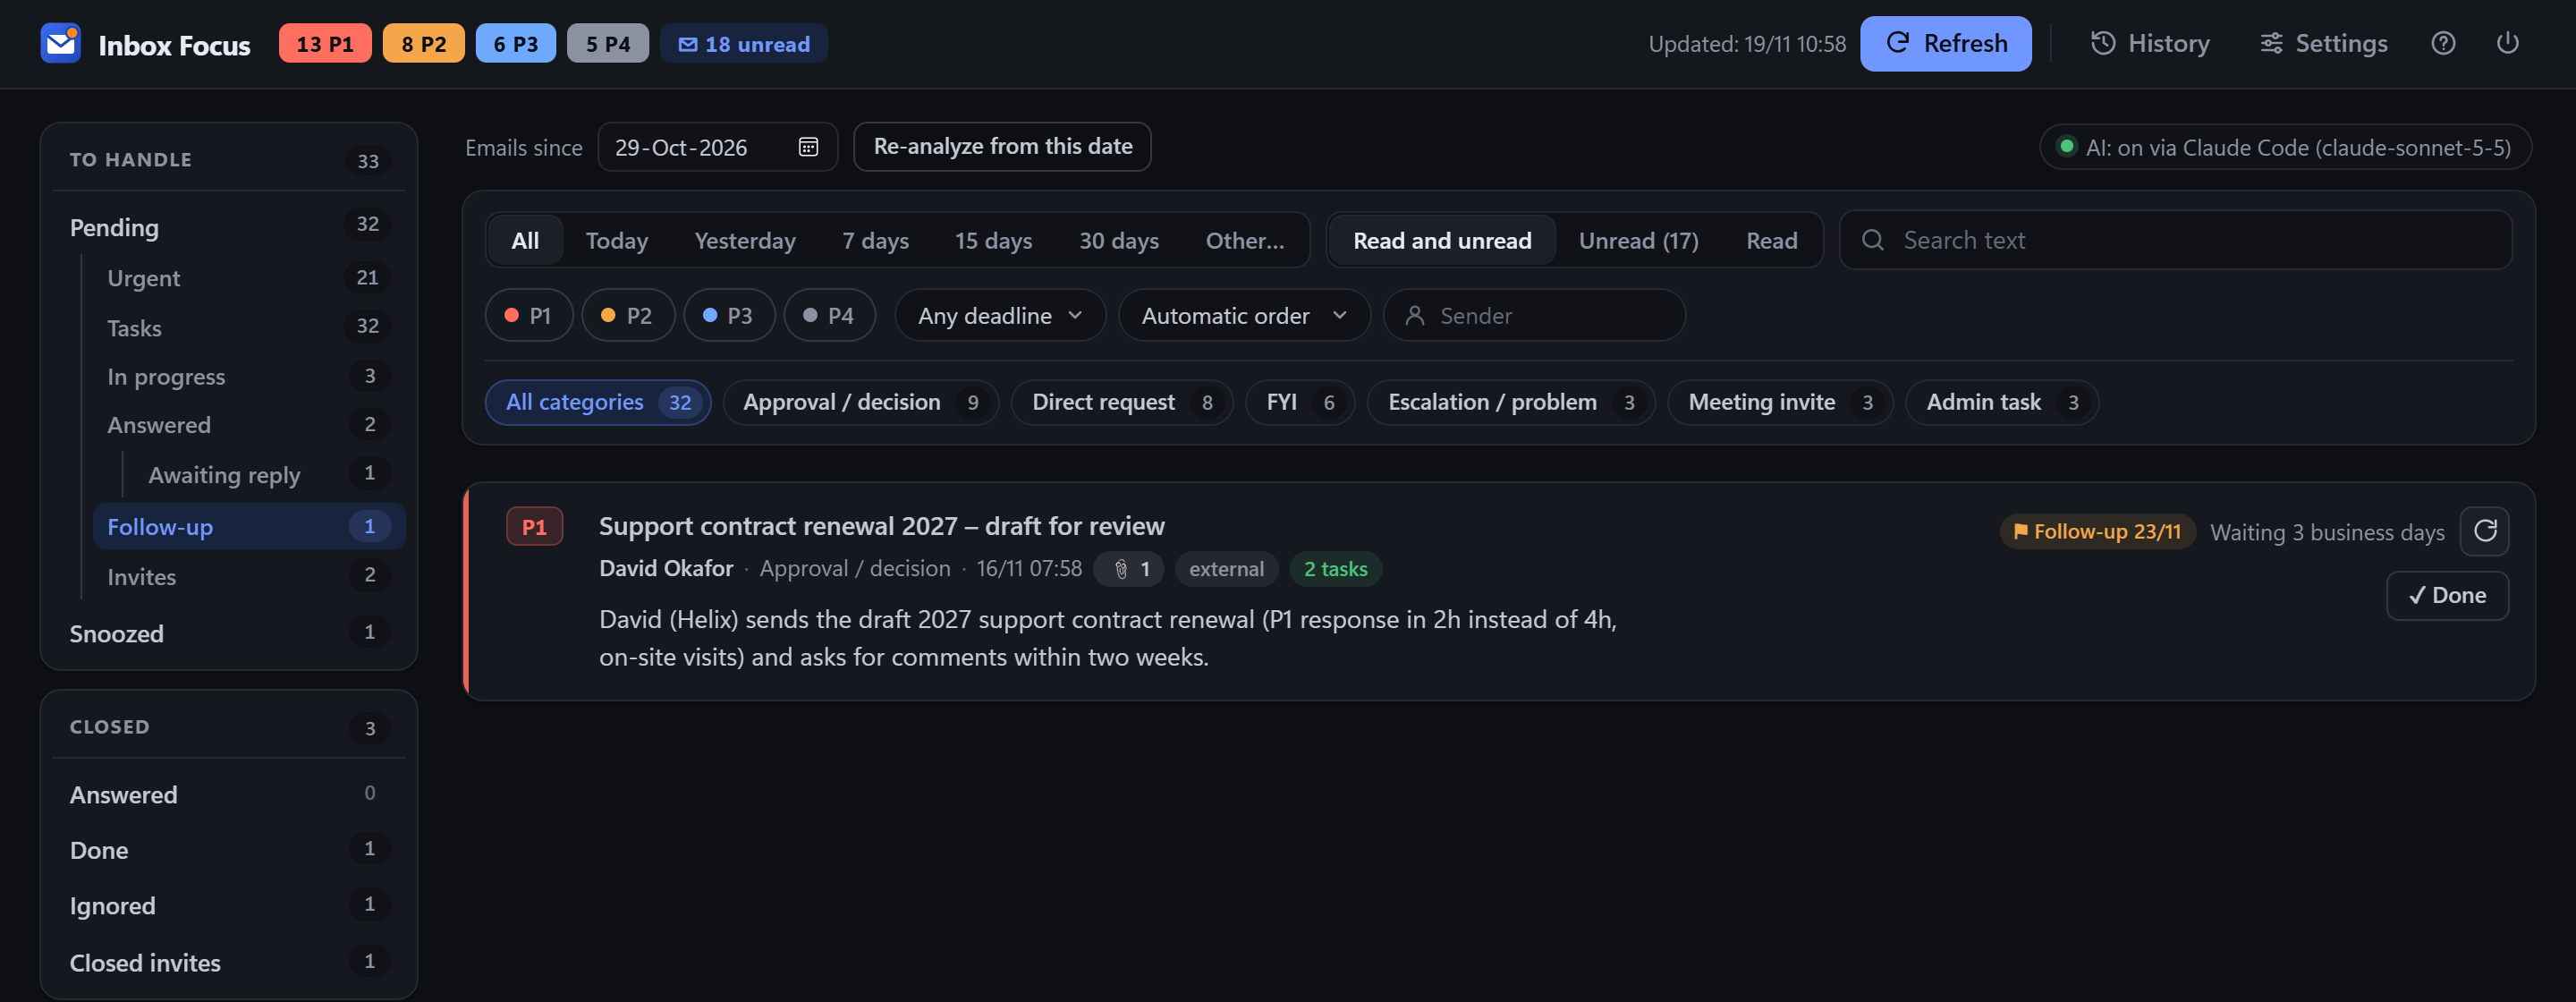 Inbox Focus 13 P1 8 P2 6 P3 5 P4 18 unread Updated: 19/11 10:58 Refresh History Settings
TO HANDLE 33
Pending 32
Urgent 21
Tasks 32
In progress 3
Answered 2
Awaiting reply 1
Follow-up 1
Invites 2
Snoozed 1
CLOSED 3
Answered 0
Done 1
Ignored 1
Closed invites 1
Emails since 29-Oct-2026 Re-analyze from this date AI: on via Claude Code (claude-sonnet-5-5)
All Today Yesterday 7 days 15 days 30 days Other... Read and unread Unread (17) Read Search text
P1 P2 P3 P4 Any deadline Automatic order Sender
All categories 32 Approval / decision 9 Direct request 8 FYI 6 Escalation / problem 3 Meeting invite 3 Admin task 3
P1 Support contract renewal 2027 – draft for review Follow-up 23/11 Waiting 3 business days
David Okafor · Approval / decision · 16/11 07:58 1 external 2 tasks
✓ Done
David (Helix) sends the draft 2027 support contract renewal (P1 response in 2h instead of 4h,
on-site visits) and asks for comments within two weeks.